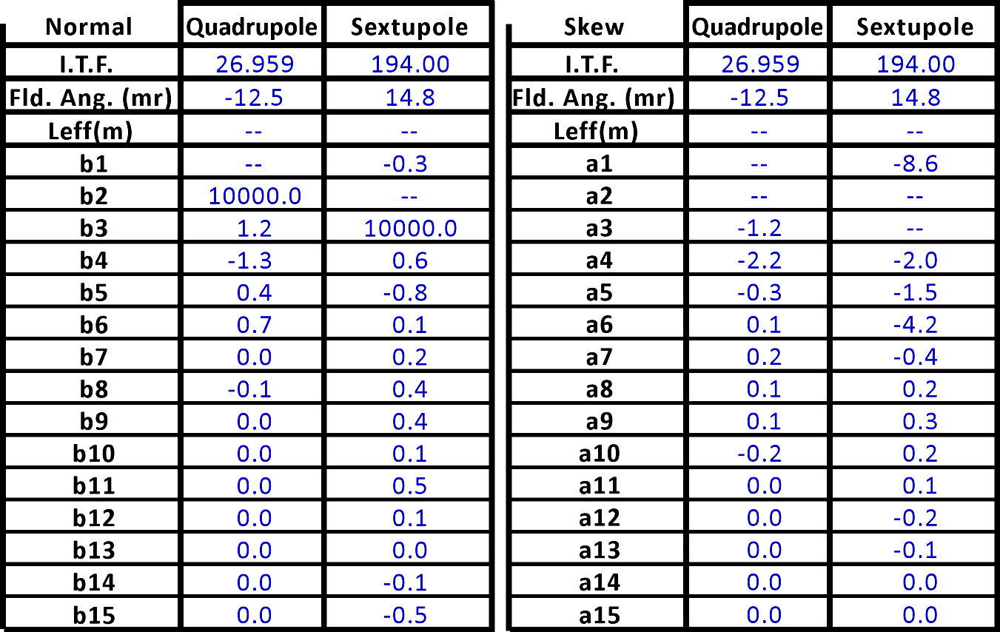 Normal Quadrupole Sextupole Skew Quadrupole Sextupole
I.T.F. 26.959 194.00 I.T.F. 26.959 194.00
Fld. Ang. (mr) -12.5 14.8 Fld. Ang. (mr) -12.5 14.8
Leff(m) -- -- Leff(m) -- --
b1 -- -0.3 a1 -- -8.6
b2 10000.0 -- a2 -- --
b3 1.2 10000.0 a3 -1.2 --
b4 -1.3 0.6 a4 -2.2 -2.0
b5 0.4 -0.8 a5 -0.3 -1.5
b6 0.7 0.1 a6 0.1 -4.2
b7 0.0 0.2 a7 0.2 -0.4
b8 -0.1 0.4 a8 0.1 0.2
b9 0.0 0.4 a9 0.1 0.3
b10 0.0 0.1 a10 -0.2 0.2
b11 0.0 0.5 a11 0.0 0.1
b12 0.0 0.1 a12 0.0 -0.2
b13 0.0 0.0 a13 0.0 -0.1
b14 0.0 -0.1 a14 0.0 0.0
b15 0.0 -0.5 a15 0.0 0.0